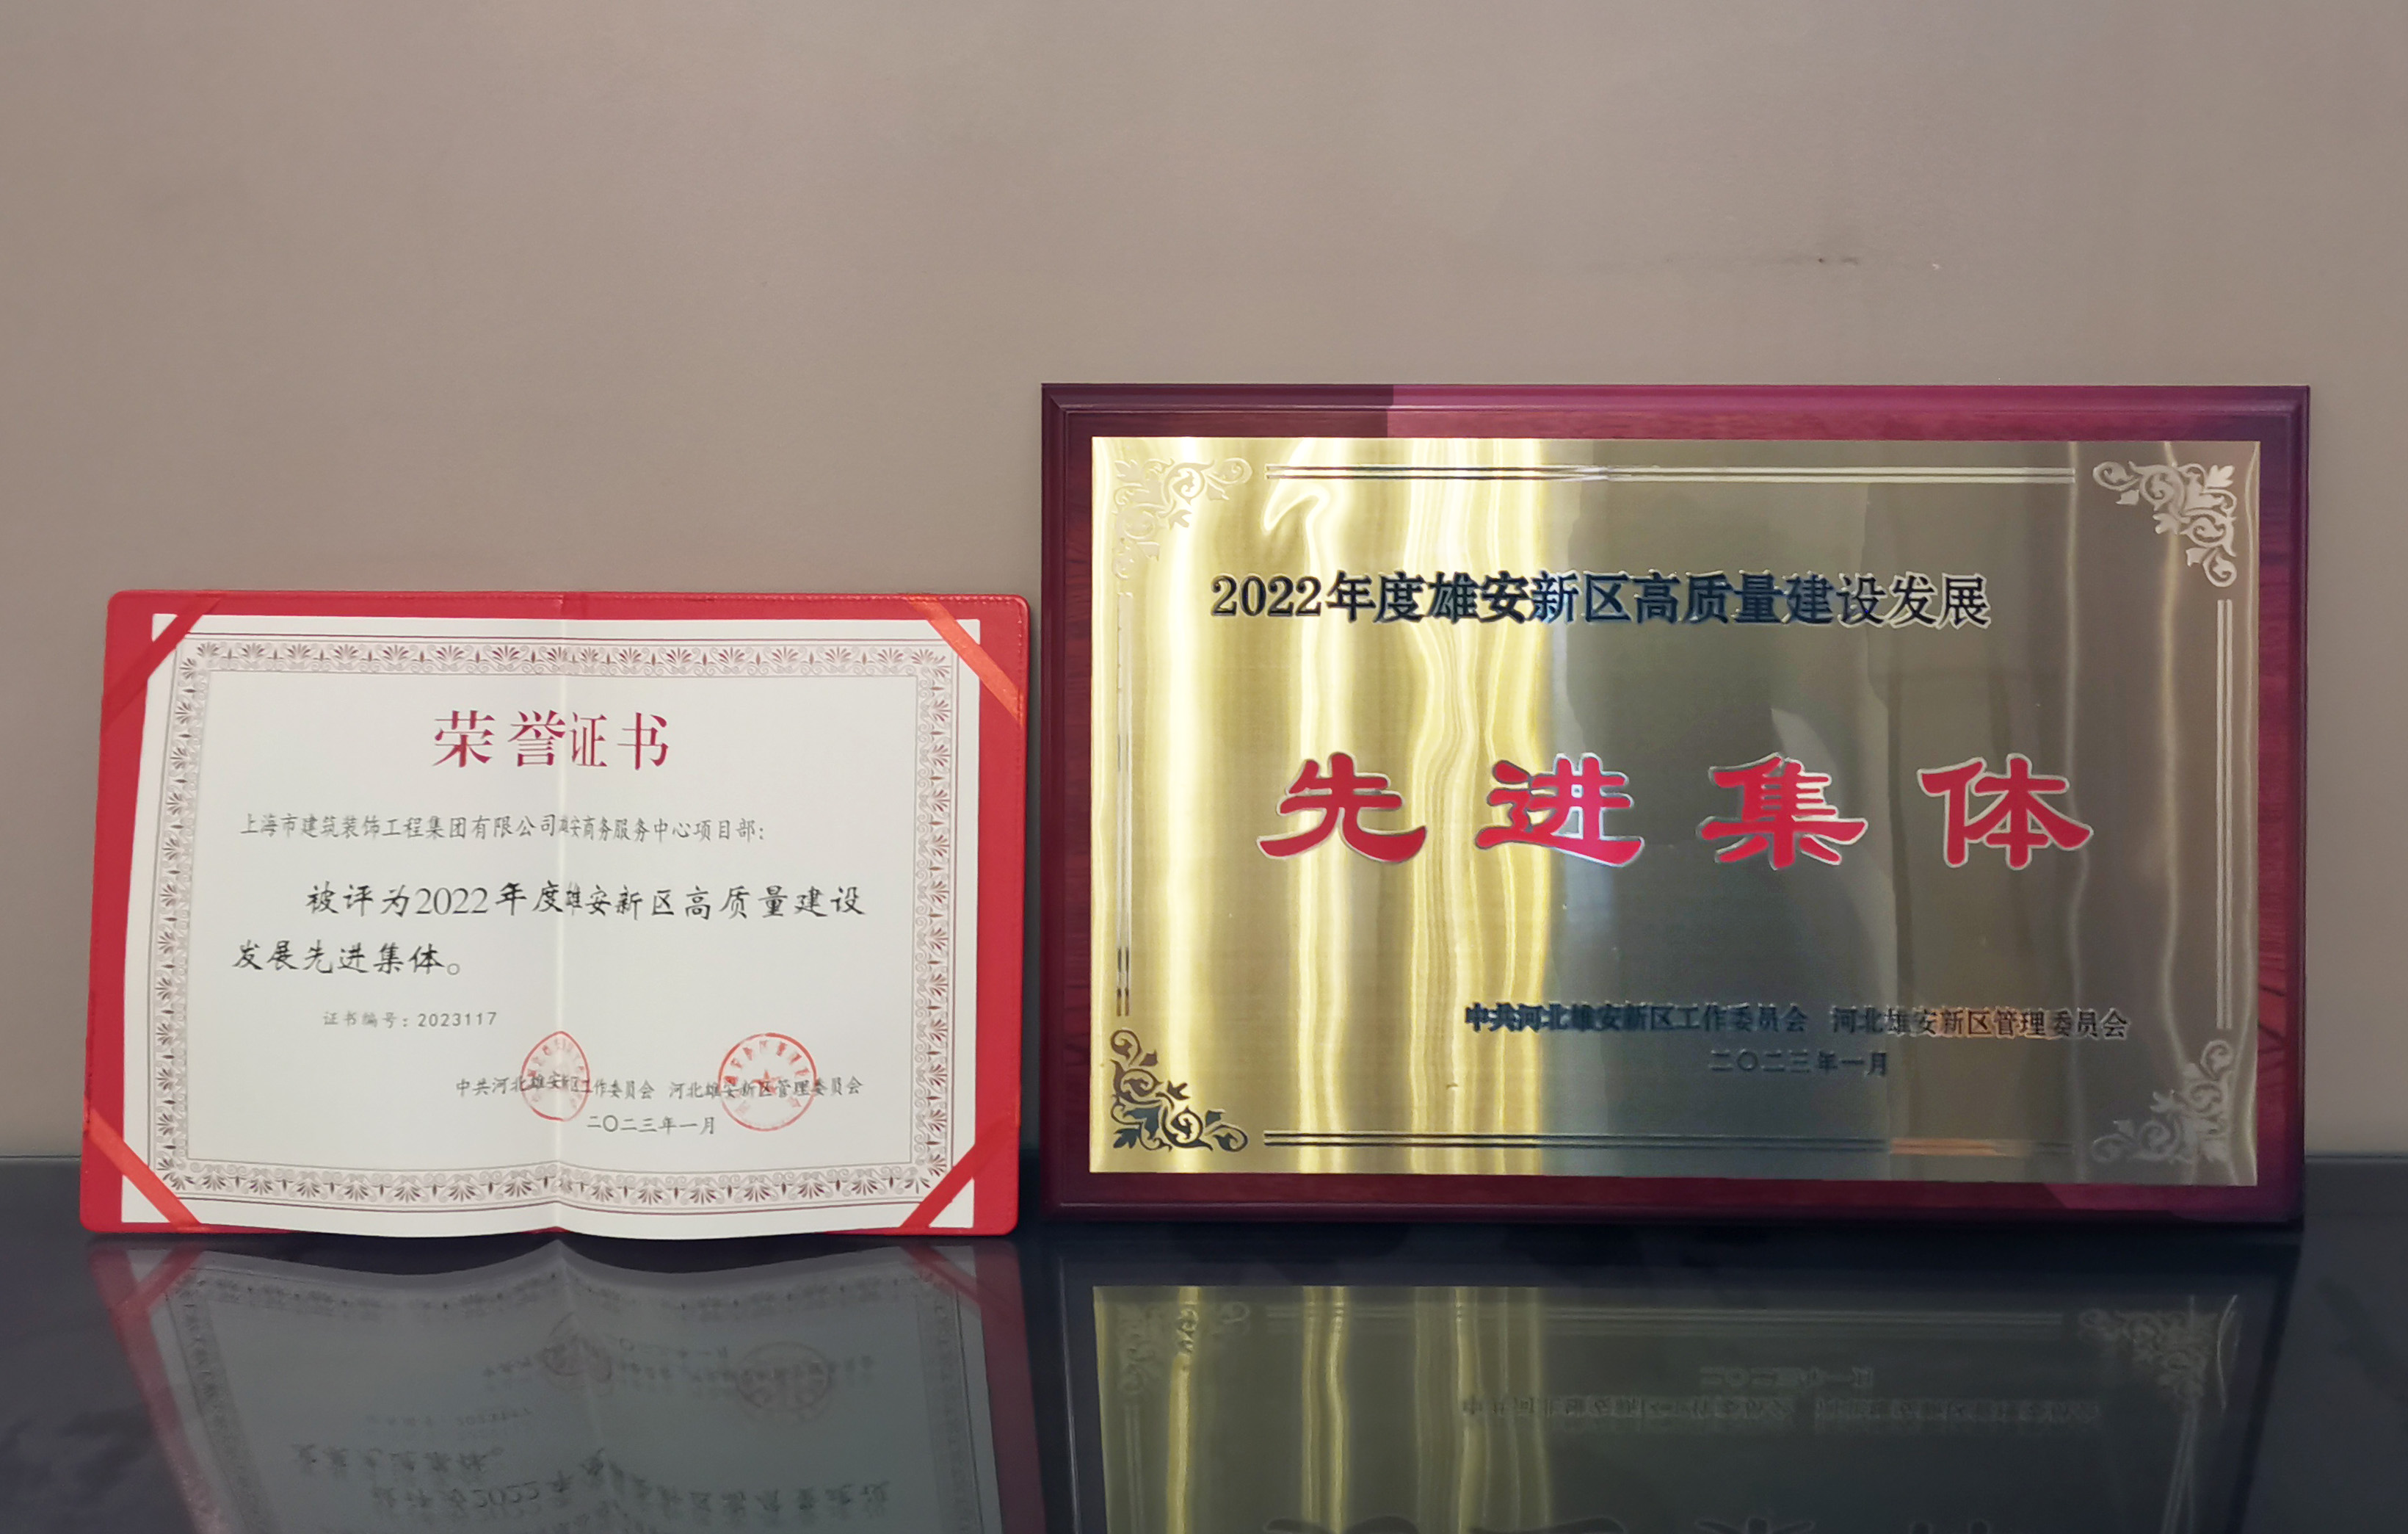 荣誉证书
上海市建筑装饰工程集团有限公司雄安商务服务中心项目部：
被评为2022年度雄安新区高质量建设
发展先进集体。
证书编号：2023117
中共河北雄安新区工作委员会 河北雄安新区管理委员会
二〇二三年一月
2022年度雄安新区高质量建设发展
先进集体
中共河北雄安新区工作委员会 河北雄安新区管理委员会
二〇二三年一月